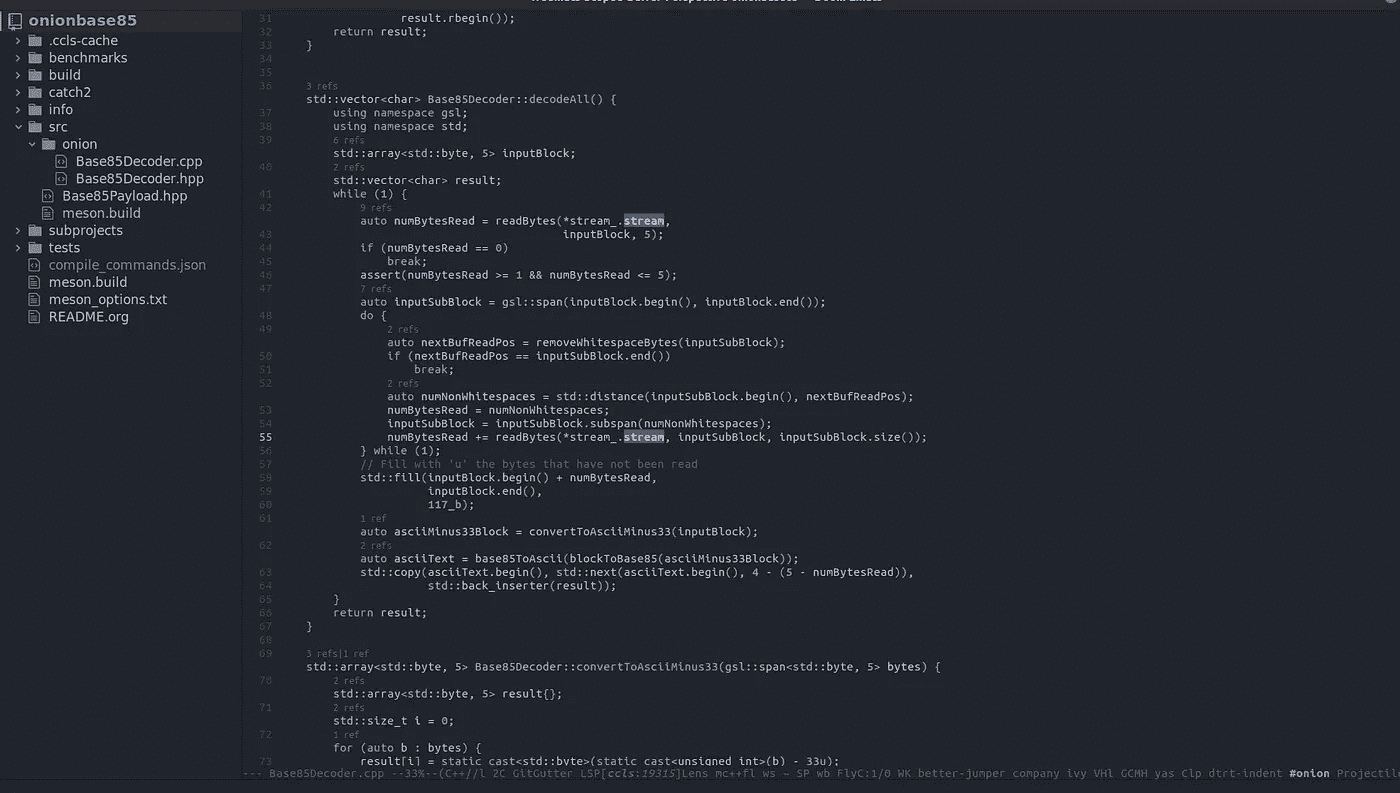 onionbase85
.ccls-cache
benchmarks
build
catch2
info
src
onion
Base85Decoder.cpp
Base85Decoder.hpp
Base85Payload.hpp
meson.build
subprojects
tests
compile_commands.json
meson.build
meson_options.txt
README.org
31 result.rbegin());
32 return result;
33 }
34
35
36 3 refs
std::vector<char> Base85Decoder::decodeAll() {
37 using namespace gsl;
38 using namespace std;
39 6 refs
std::array<std::byte, 5> inputBlock;
40 2 refs
std::vector<char> result;
41 while (1) {
42 9 refs
auto numBytesRead = readBytes(*stream_.stream,
43 inputBlock, 5);
44 if (numBytesRead == 0)
45 break;
46 assert(numBytesRead >= 1 && numBytesRead <= 5);
47 7 refs
auto inputSubBlock = gsl::span(inputBlock.begin(), inputBlock.end());
48 do {
49 2 refs
auto nextBufReadPos = removeWhitespaceBytes(inputSubBlock);
50 if (nextBufReadPos == inputSubBlock.end())
51 break;
52 2 refs
auto numNonWhitespaces = std::distance(inputSubBlock.begin(), nextBufReadPos);
53 numBytesRead = numNonWhitespaces;
54 inputSubBlock = inputSubBlock.subspan(numNonWhitespaces);
55 numBytesRead += readBytes(*stream_.stream, inputSubBlock, inputSubBlock.size());
56 } while (1);
57 // Fill with 'u' the bytes that have not been read
58 std::fill(inputBlock.begin() + numBytesRead,
59 inputBlock.end(),
60 117_b);
61 1 ref
auto asciiMinus33Block = convertToAsciiMinus33(inputBlock);
62 2 refs
auto asciiText = base85ToAscii(blockToBase85(asciiMinus33Block));
63 std::copy(asciiText.begin(), std::next(asciiText.begin(), 4 - (5 - numBytesRead)),
64 std::back_inserter(result));
65 }
66 return result;
67 }
68
69 3 refs|1 ref
std::array<std::byte, 5> Base85Decoder::convertToAsciiMinus33(gsl::span<std::byte, 5> bytes) {
70 2 refs
std::array<std::byte, 5> result{};
71 2 refs
std::size_t i = 0;
72 1 ref
for (auto b : bytes) {
73 result[i] = static_cast<std::byte>(static_cast<unsigned int>(b) - 33u);
--- Base85Decoder.cpp --33%--(C++//l 2C GitGutter LSP[ccls:19315]Lens mc++fl ws ~ SP wb FlyC:1/0 WK better-jumper company ivy VHl GCMH yas Clp dtrt-indent #onion Projectil